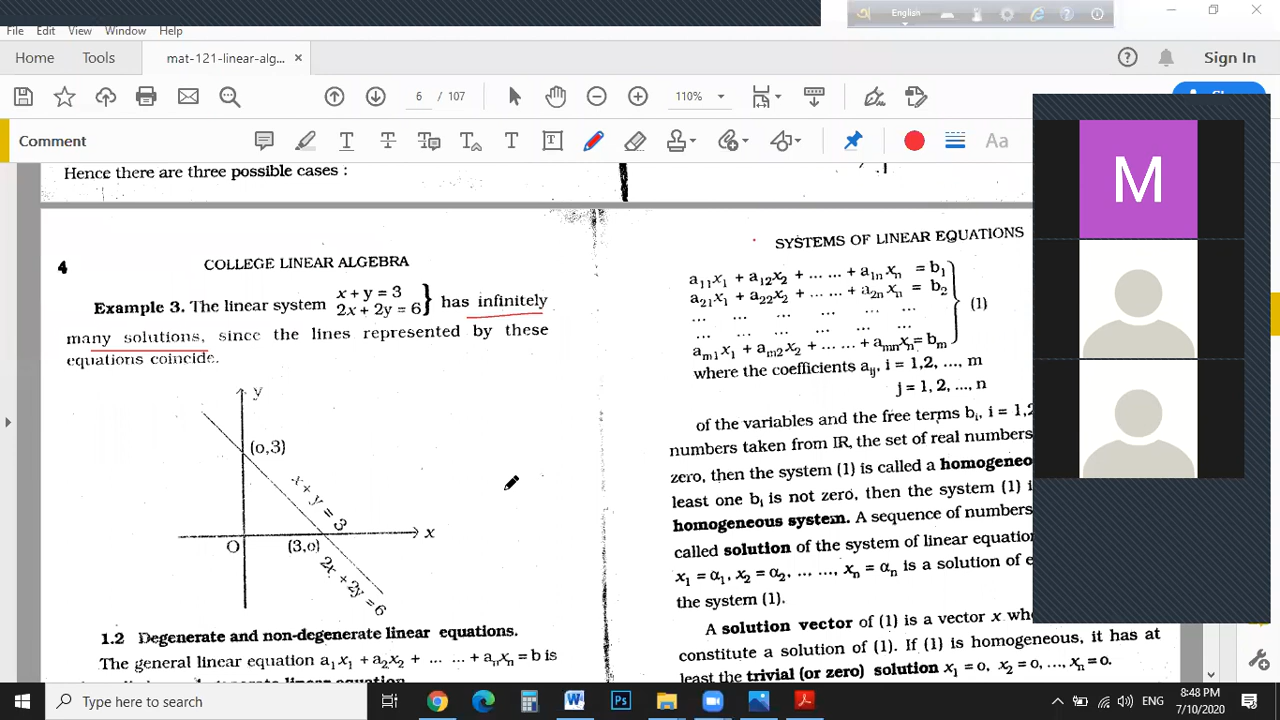 English
File Edit View Window Help
Home Tools mat-121-linear-alg... × Sign In
6 / 107 110%
Comment
Aa
Hence there are three possible cases :
4
COLLEGE LINEAR ALGEBRA
Example 3. The linear system x + y = 3
2x + 2y = 6} has infinitely
many solutions, since the lines represented by these
equations coincide.
y
(o,3)
x + y = 3
x
O
(3,o)
2x + 2y = 6
1.2 Degenerate and non-degenerate linear equations.
The general linear equation a₁x₁ + a₂x₂ + ... ... + aₙxₙ = b is
SYSTEMS OF LINEAR EQUATIONS
a₁₁x₁ + a₁₂x₂ + ... ... + a₁ₙxₙ = b₁
a₂₁x₁ + a₂₂x₂ + ... ... + a₂ₙxₙ = b₂
... ... ... ... ...
... ... ... ... ...
aₘ₁x₁ + aₘ₂x₂ + ... ... + aₘₙxₙ = bₘ
(1)
where the coefficients aᵢⱼ, i = 1,2, ..., m
j = 1, 2, ..., n
of the variables and the free terms bᵢ, i = 1,2
numbers taken from IR, the set of real numbers
zero, then the system (1) is called a homogeneo
least one bᵢ is not zero, then the system (1) i
homogeneous system. A sequence of numbers
called solution of the system of linear equation
x₁ = α₁, x₂ = α₂, ... ..., xₙ = αₙ is a solution of e
the system (1).
A solution vector of (1) is a vector x wh
constitute a solution of (1). If (1) is homogeneous, it has at
least the trivial (or zero) solution x₁ = o, x₂ = o, ..., xₙ = o.
M
Type here to search
ENG
8:48 PM
7/10/2020